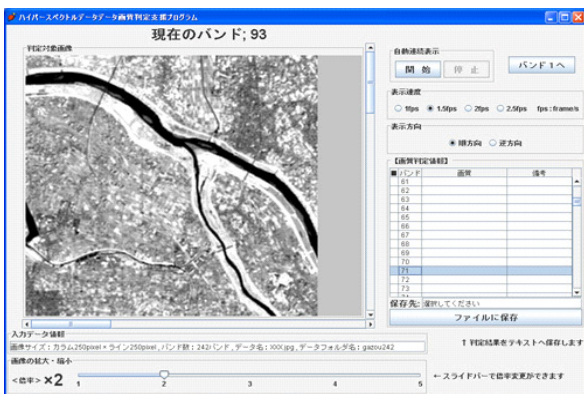 ハイパースペクトルデータデータ画質判定支援プログラム
現在のバンド; 93
判定対象画像
自動連続表示
開 始
停 止
バンド1へ
表示速度
1fps
1.5fps
2fps
2.5fps
fps : frame/s
表示方向
順方向
逆方向
【画質判定情報】
バンド
画質
備考
61
62
63
64
65
66
67
68
69
70
71
72
73
74
保存先:
選択してください
ファイルに保存
入力データ情報
画像サイズ : カラム250pixel × ライン250pixel , バンド数 : 242バンド , データ名 : XXX.jpg , データフォルダ名 : gazou242
↑ 判定結果をテキストへ保存します
画像の拡大・縮小
<倍率> ×2
1
2
3
4
5
←スライドバーで倍率変更ができます